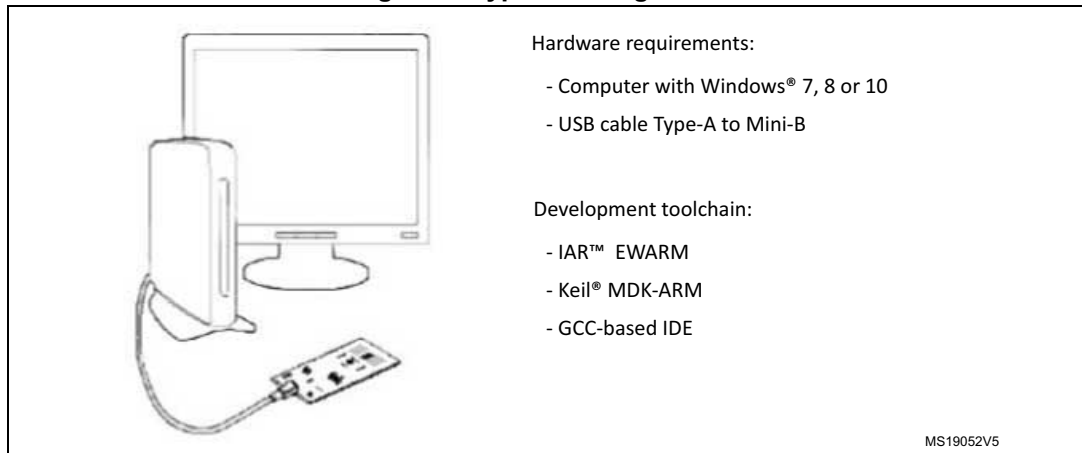 Hardware requirements:
- Computer with Windows® 7, 8 or 10
- USB cable Type-A to Mini-B
Development toolchain:
- IAR™ EWARM
- Keil® MDK-ARM
- GCC-based IDE
MS19052V5